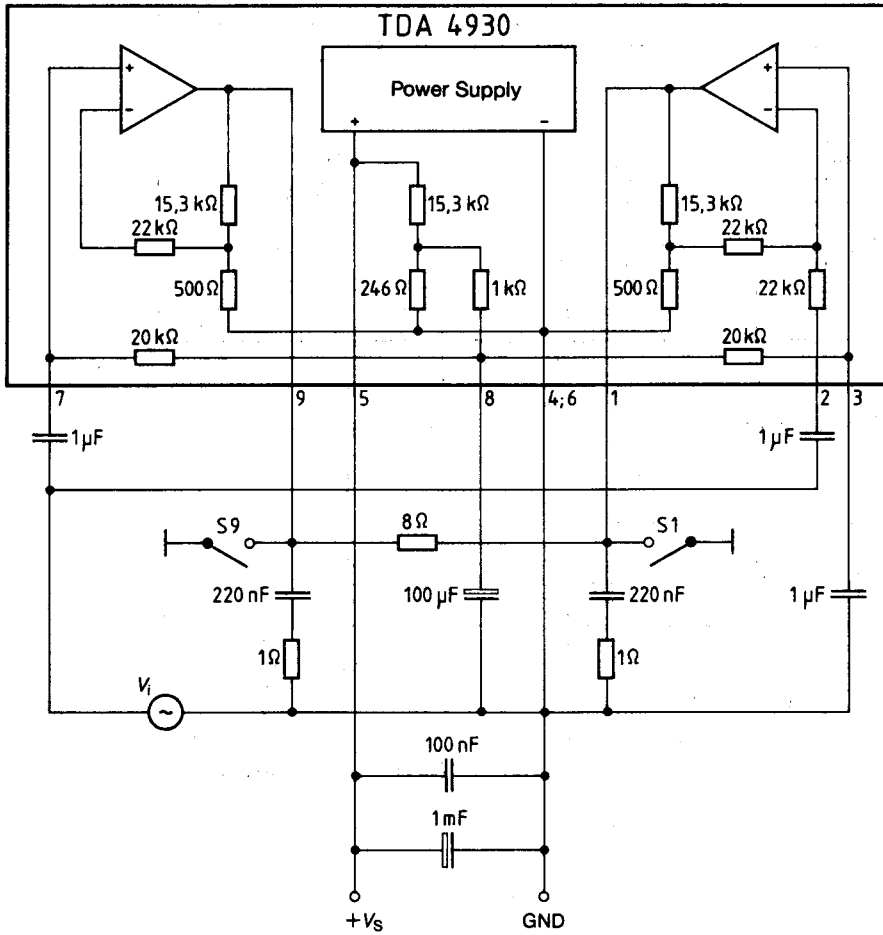 TDA 4930
Power Supply
+ −
+
−
+
−
15,3 kΩ
15,3 kΩ
15,3 kΩ
22 kΩ
22 kΩ
500 Ω
246 Ω
1 kΩ
500 Ω
22 kΩ
20 kΩ
20 kΩ
7 9 5 8 4;6 1 2 3
1 µF
1 µF
S9
8 Ω
S1
220 nF
100 µF
220 nF
1 µF
1 Ω
1 Ω
Vi
~
100 nF
1 mF
+VS
GND